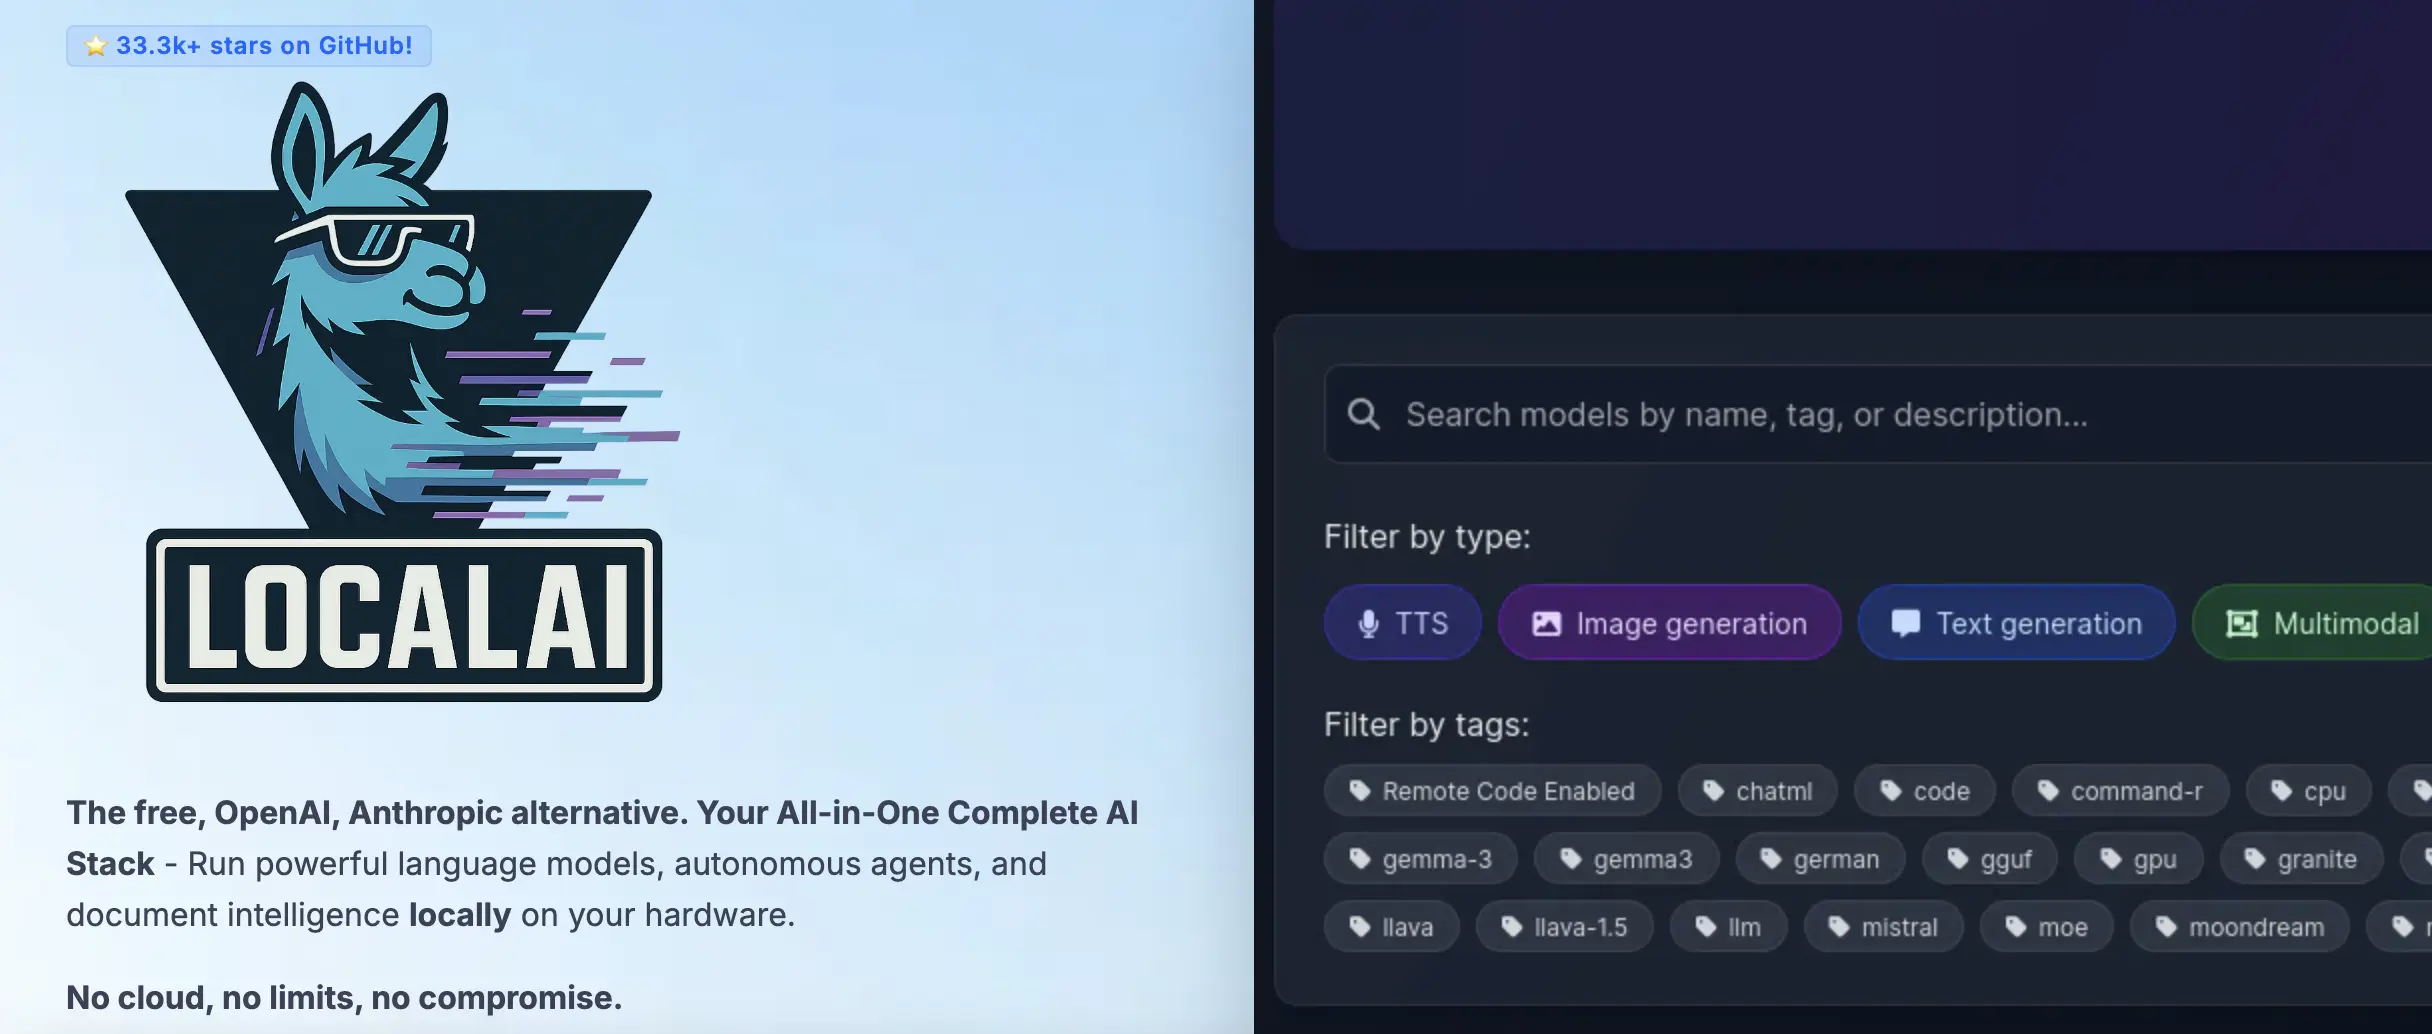 33.3k+ stars on GitHub!
LOCALAI
The free, OpenAI, Anthropic alternative. Your All-in-One Complete AI
Stack - Run powerful language models, autonomous agents, and
document intelligence locally on your hardware.
No cloud, no limits, no compromise.
Search models by name, tag, or description...
Filter by type:
TTS Image generation Text generation Multimodal
Filter by tags:
Remote Code Enabled chatml code command-r cpu
gemma-3 gemma3 german gguf gpu granite
llava llava-1.5 llm mistral moe moondream